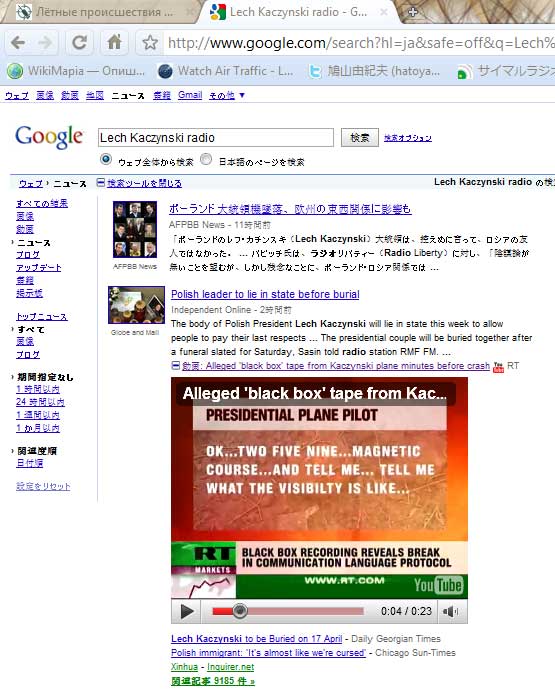 Лётные происшествия
Lech Kaczynski radio - G...
http://www.google.com/search?hl=ja&safe=off&q=Lech%
WikiMapia — Опиш...
Watch Air Traffic - L...
鳩山由紀夫 (hatoya...
サイマルラジオ
ウェブ 画像 動画 地図 ニュース 書籍 Gmail その他 ▼
Google
Lech Kaczynski radio
検索
検索オプション
ウェブ全体から検索 日本語のページを検索
ウェブ › ニュース
検索ツールを閉じる
Lech Kaczynski radio の検
すべての結果
画像
動画
ニュース
ブログ
アップデート
書籍
掲示板
トップニュース
すべて
画像
ブログ
期間指定なし
1 時間以内
24 時間以内
1 週間以内
1 か月以内
関連度順
日付順
設定をリセット
AFPBB News
ポーランド大統領機墜落、欧州の東西関係に影響も
AFPBB News - 11時間前
「ポーランドのレフ・カチンスキ（Lech Kaczynski）大統領は、控えめに言って、ロシアの友
人ではなかった。 ... バビッチ氏は、ラジオリバティー（Radio Liberty）に対し、「陰謀論が
無いことを望むが、しかし残念なことに、ポーランド・ロシア関係では ...
Globe and Mail
Polish leader to lie in state before burial
Independent Online - 2時間前
The body of Polish President Lech Kaczynski will lie in state this week to allow
people to pay their last respects ... The presidential couple will be buried together after
a funeral slated for Saturday, Sasin told radio station RMF FM. ...
動画: Alleged 'black box' tape from Kaczynski plane minutes before crash
You Tube
RT
Alleged 'black box' tape from Kac...
PRESIDENTIAL PLANE PILOT
OK...TWO FIVE NINE...MAGNETIC
COURSE...AND TELL ME... TELL ME
WHAT THE VISIBILTY IS LIKE...
RT
MARKETS
BLACK BOX RECORDING REVEALS BREAK
IN COMMUNICATION LANGUAGE PROTOCOL
WWW.RT.COM
YouTube
0:04 / 0:23
Lech Kaczynski to be Buried on 17 April - Daily Georgian Times
Polish immigrant: 'It's almost like we're cursed' - Chicago Sun-Times
Xinhua - Inquirer.net
関連記事 9185 件 »